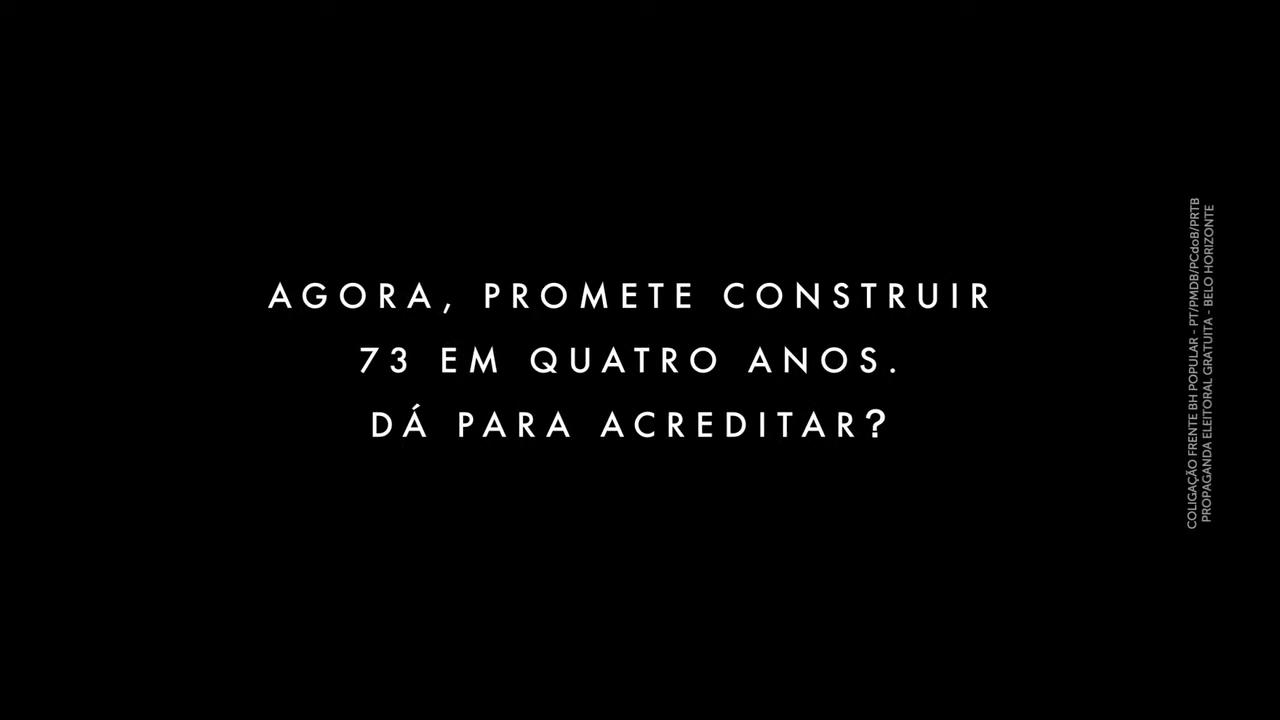 AGORA, PROMETE CONSTRUIR
73 EM QUATRO ANOS.
DÁ PARA ACREDITAR?
COLIGAÇÃO FRENTE BH POPULAR - PT/PMDB/PCdoB/PRTB
PROPAGANDA ELEITORAL GRATUITA - BELO HORIZONTE